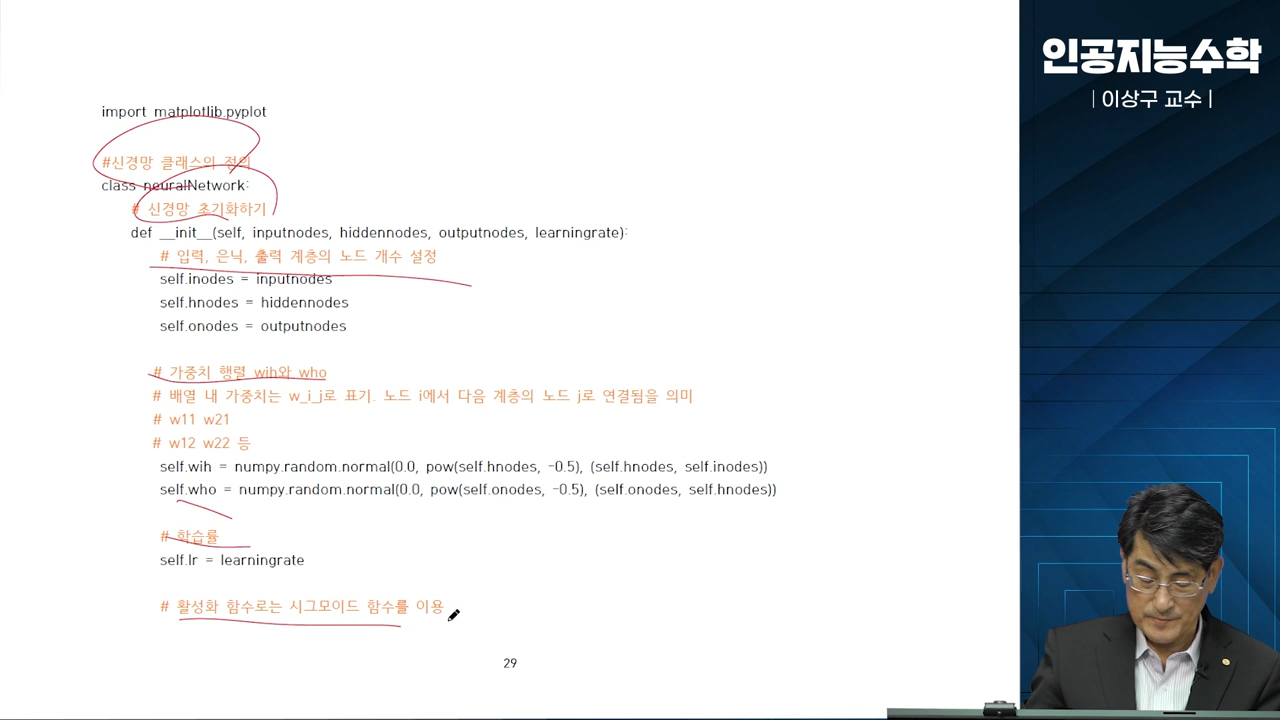 import matplotlib.pyplot
#신경망 클래스의 정의
class neuralNetwork:
# 신경망 초기화하기
def __init__(self, inputnodes, hiddennodes, outputnodes, learningrate):
# 입력, 은닉, 출력 계층의 노드 개수 설정
self.inodes = inputnodes
self.hnodes = hiddennodes
self.onodes = outputnodes
# 가중치 행렬 wih와 who
# 배열 내 가중치는 w_i_j로 표기. 노드 i에서 다음 계층의 노드 j로 연결됨을 의미
# w11 w21
# w12 w22 등
self.wih = numpy.random.normal(0.0, pow(self.hnodes, -0.5), (self.hnodes, self.inodes))
self.who = numpy.random.normal(0.0, pow(self.onodes, -0.5), (self.onodes, self.hnodes))
# 학습률
self.lr = learningrate
# 활성화 함수로는 시그모이드 함수를 이용
29
인공지능수학
| 이상구 교수 |